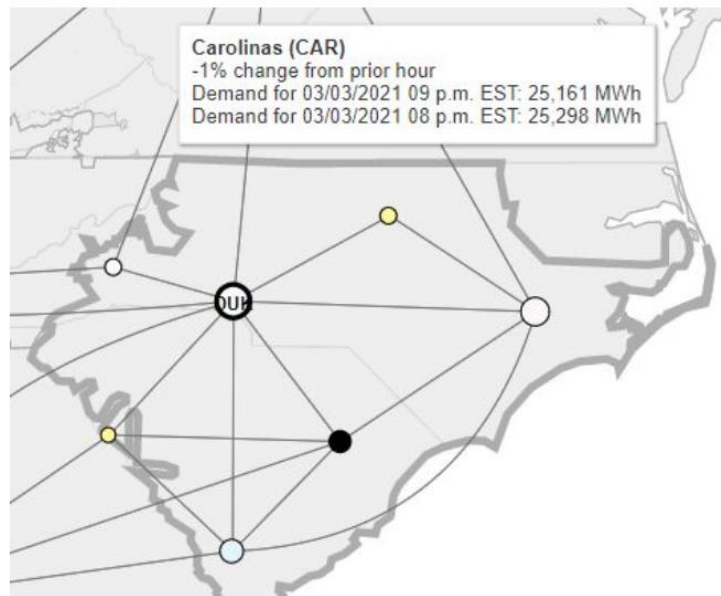 Carolinas (CAR)
-1% change from prior hour
Demand for 03/03/2021 09 p.m. EST: 25,161 MWh
Demand for 03/03/2021 08 p.m. EST: 25,298 MWh
DUK